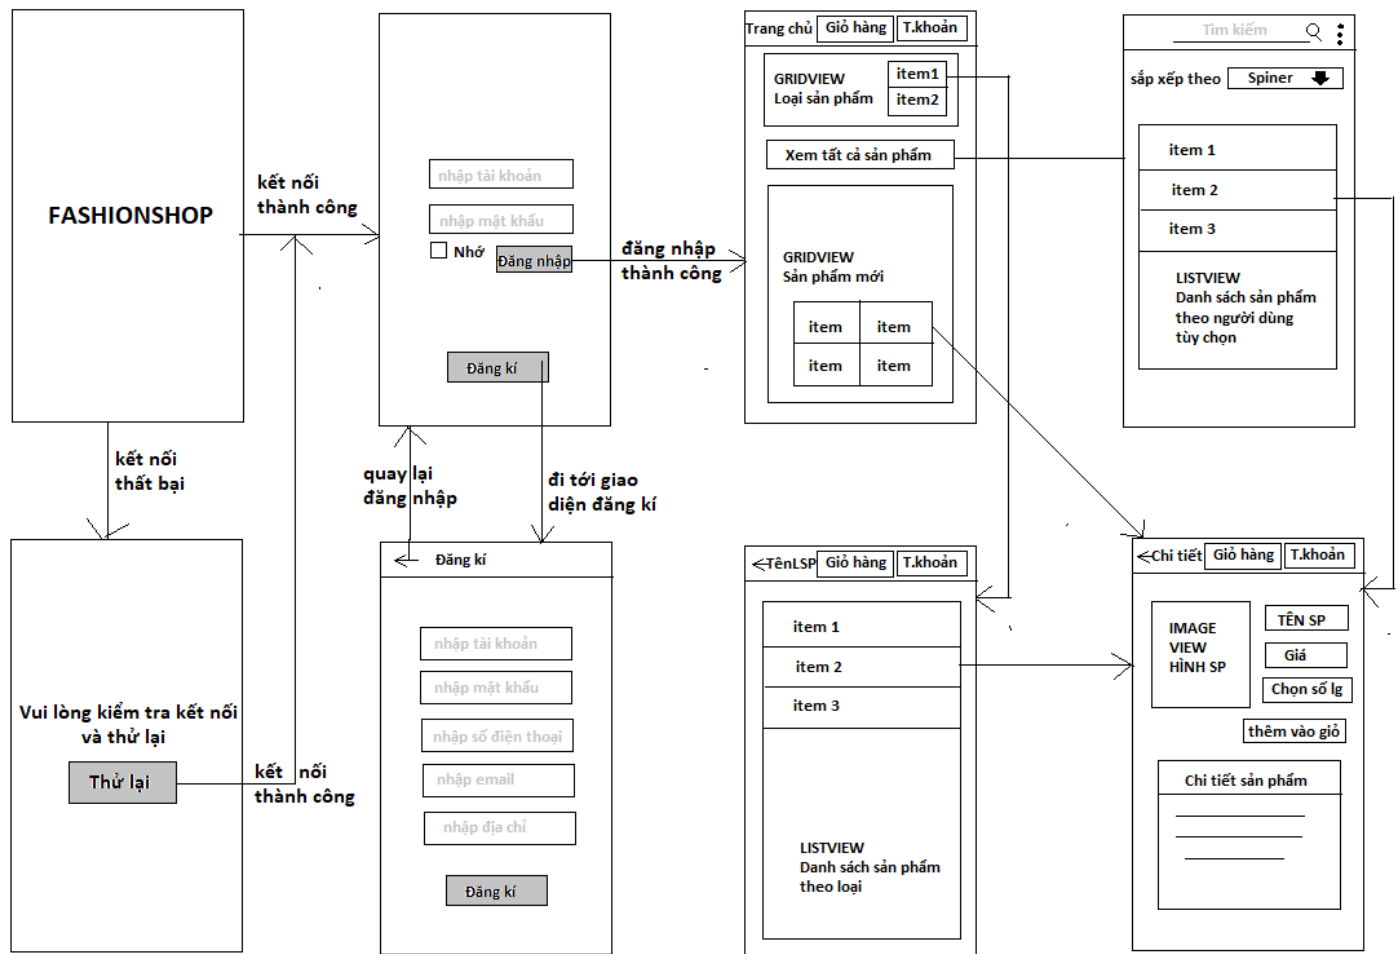 FASHIONSHOP
kết nối
thành công
kết nối
thất bại
Vui lòng kiểm tra kết nối
và thử lại
Thử lại
kết nối
thành công
nhập tài khoản
nhập mật khẩu
Nhớ
Đăng nhập
Đăng kí
đăng nhập
thành công
quay lại
đăng nhập
đi tới giao
diện đăng kí
Đăng kí
nhập tài khoản
nhập mật khẩu
nhập số điện thoại
nhập email
nhập địa chỉ
Đăng kí
Trang chủ Giỏ hàng T.khoản
GRIDVIEW
Loại sản phẩm
item1
item2
Xem tất cả sản phẩm
GRIDVIEW
Sản phẩm mới
item item
item item
Tìm kiếm
sắp xếp theo Spiner
item 1
item 2
item 3
LISTVIEW
Danh sách sản phẩm
theo người dùng
tùy chọn
TênLSP Giỏ hàng T.khoản
item 1
item 2
item 3
LISTVIEW
Danh sách sản phẩm
theo loại
Chi tiết Giỏ hàng T.khoản
IMAGE
VIEW
HÌNH SP
TÊN SP
Giá
Chọn số lg
thêm vào giỏ
Chi tiết sản phẩm